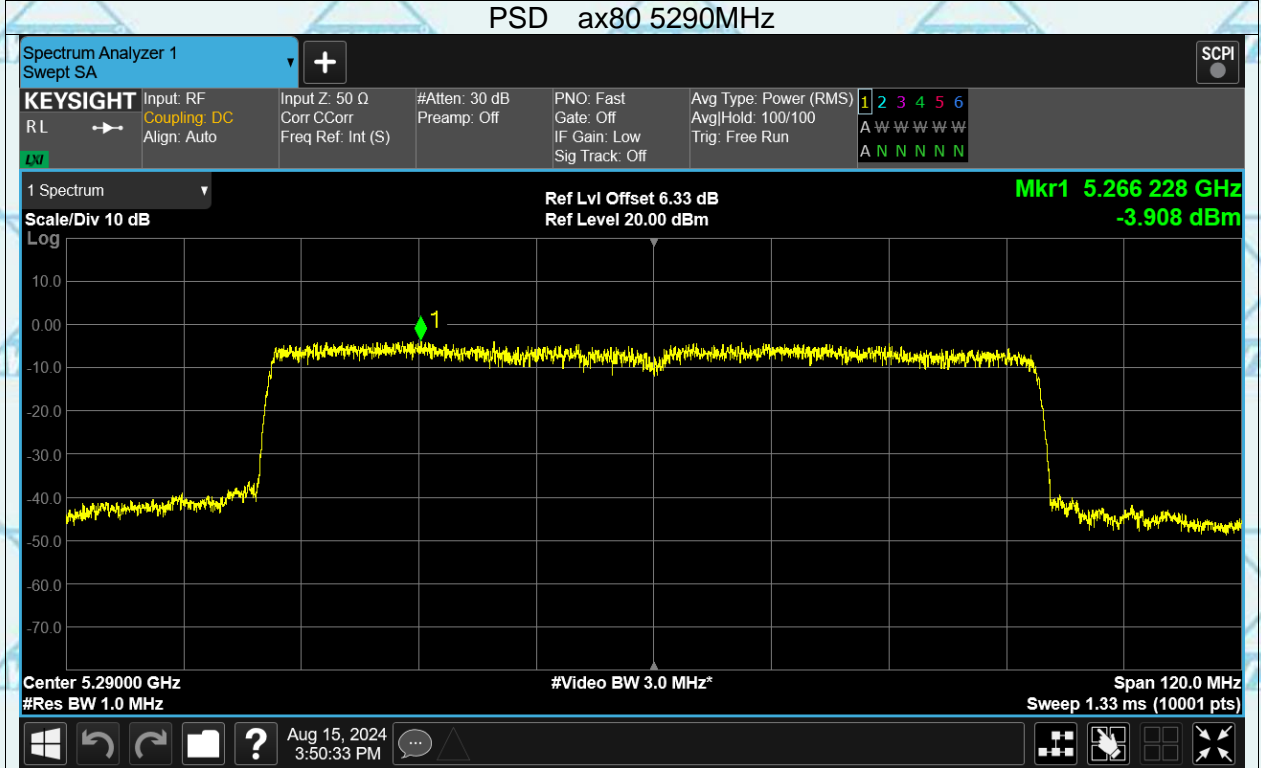 PSD ax80 5290MHz
Spectrum Analyzer 1
Swept SA
SCPI
KEYSIGHT
R L
LXI
Input: RF
Coupling: DC
Align: Auto
Input Z: 50 Ω
Corr CCorr
Freq Ref: Int (S)
#Atten: 30 dB
Preamp: Off
PNO: Fast
Gate: Off
IF Gain: Low
Sig Track: Off
Avg Type: Power (RMS)
Avg|Hold: 100/100
Trig: Free Run
1 2 3 4 5 6
A W W W W W
A N N N N N
1 Spectrum
Scale/Div 10 dB
Log
Ref Lvl Offset 6.33 dB
Ref Level 20.00 dBm
Mkr1 5.266 228 GHz
-3.908 dBm
10.0
0.00
-10.0
-20.0
-30.0
-40.0
-50.0
-60.0
-70.0
1
Center 5.29000 GHz
#Res BW 1.0 MHz
#Video BW 3.0 MHz*
Span 120.0 MHz
Sweep 1.33 ms (10001 pts)
?
Aug 15, 2024
3:50:33 PM